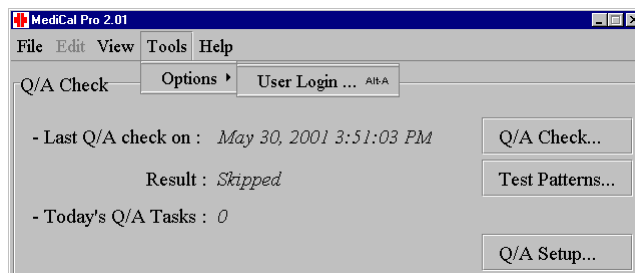 MediCal Pro 2.01
File Edit View Tools Help
Q/A Check Options User Login ... Alt-A
- Last Q/A check on : May 30, 2001 3:51:03 PM Q/A Check...
Result : Skipped Test Patterns...
- Today's Q/A Tasks : 0
Q/A Setup...